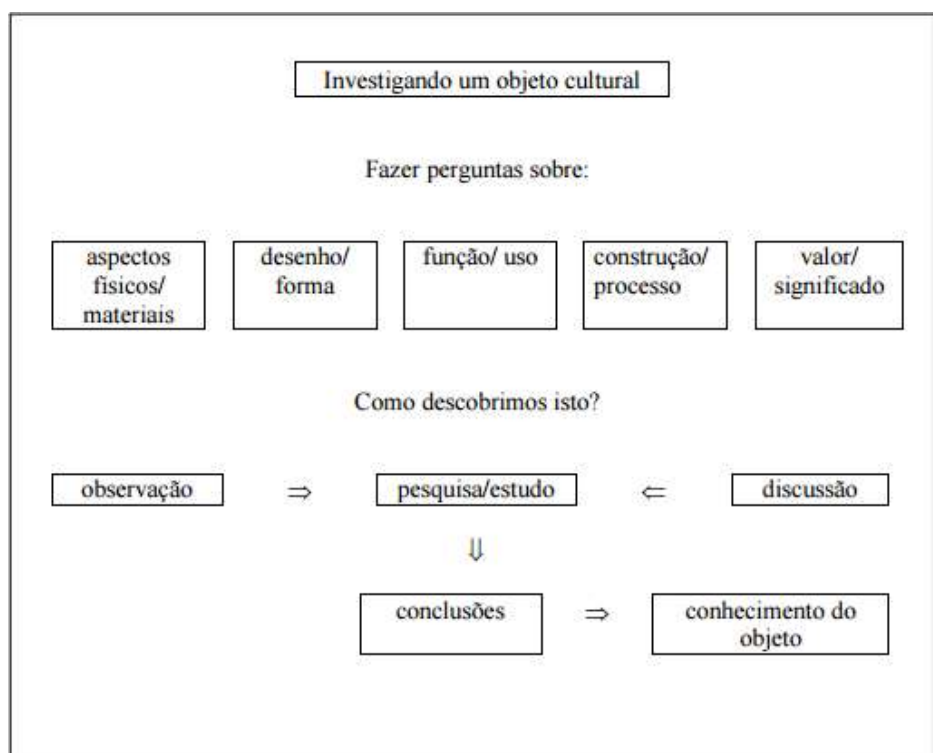 Investigando um objeto cultural
Fazer perguntas sobre:
aspectos
físicos/
materiais
desenho/
forma
função/ uso
construção/
processo
valor/
significado
Como descobrimos isto?
observação ⇒ pesquisa/estudo ⇐ discussão
⇓
conclusões ⇒ conhecimento do
objeto